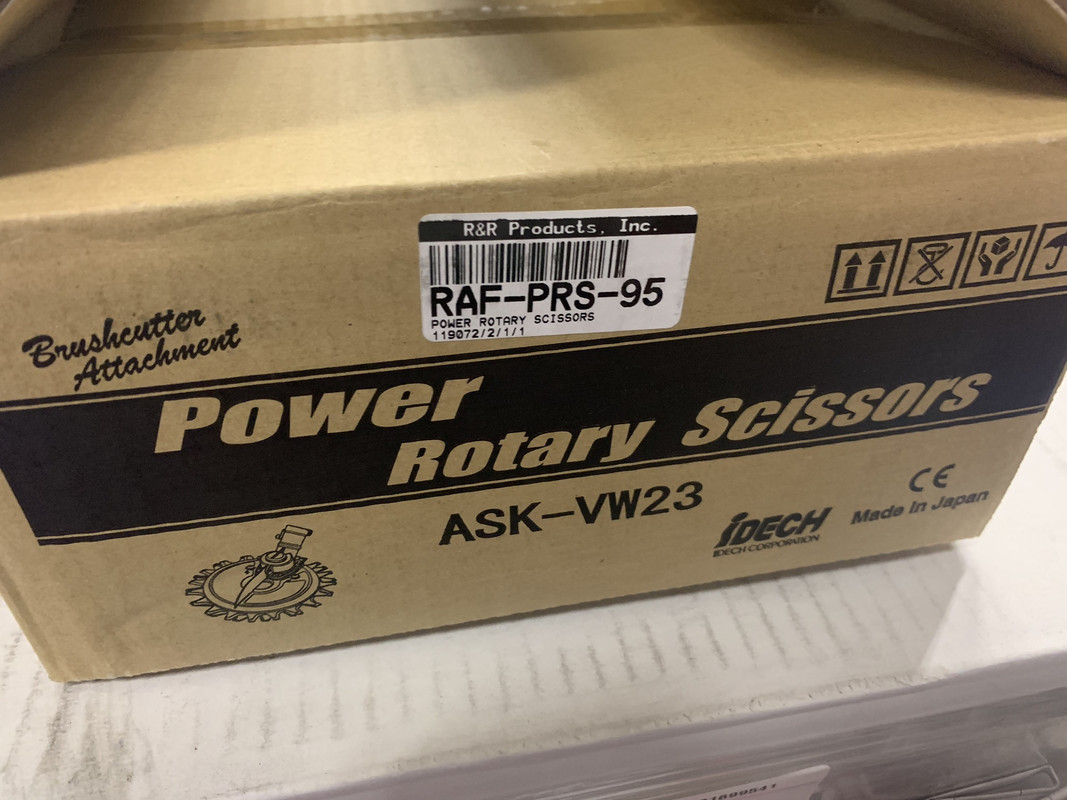 R&R Products, Inc.
RAF-PRS-95
POWER ROTARY SCISSORS
119072/2/1/1
Brushcutter
Attachment
Power
Rotary Scissors
ASK-VW23
iDECH
IDECH CORPORATION
CE
Made In Japan